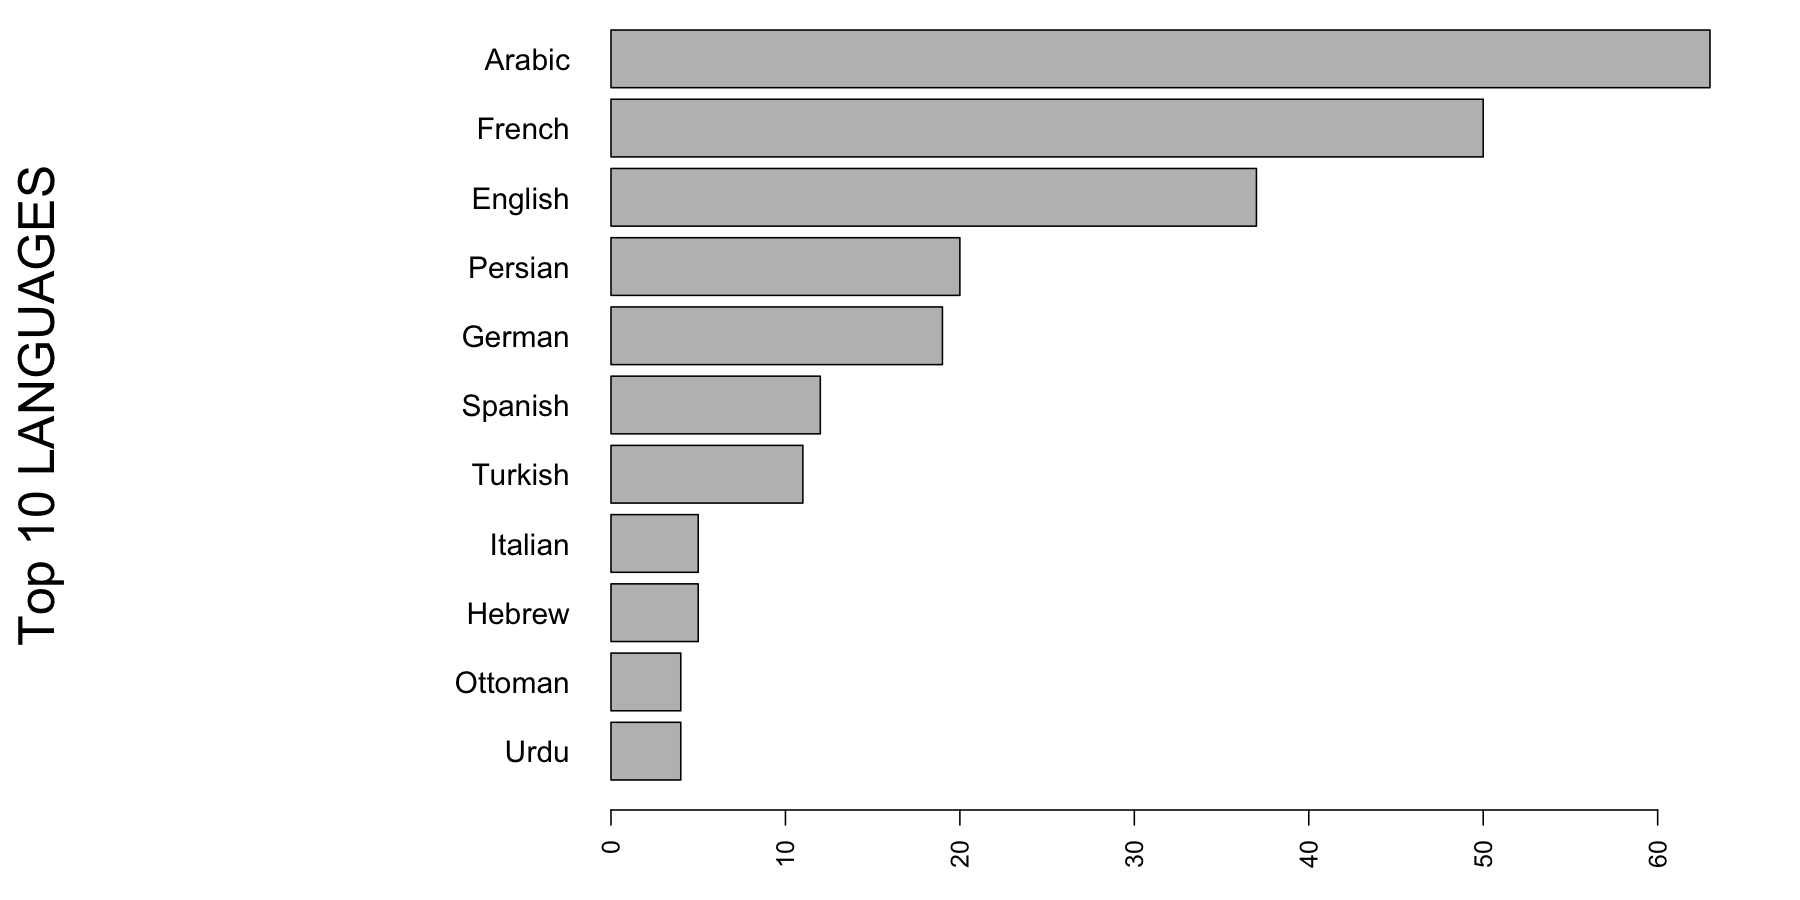 Top 10 LANGUAGES
Arabic
French
English
Persian
German
Spanish
Turkish
Italian
Hebrew
Ottoman
Urdu
0 10 20 30 40 50 60